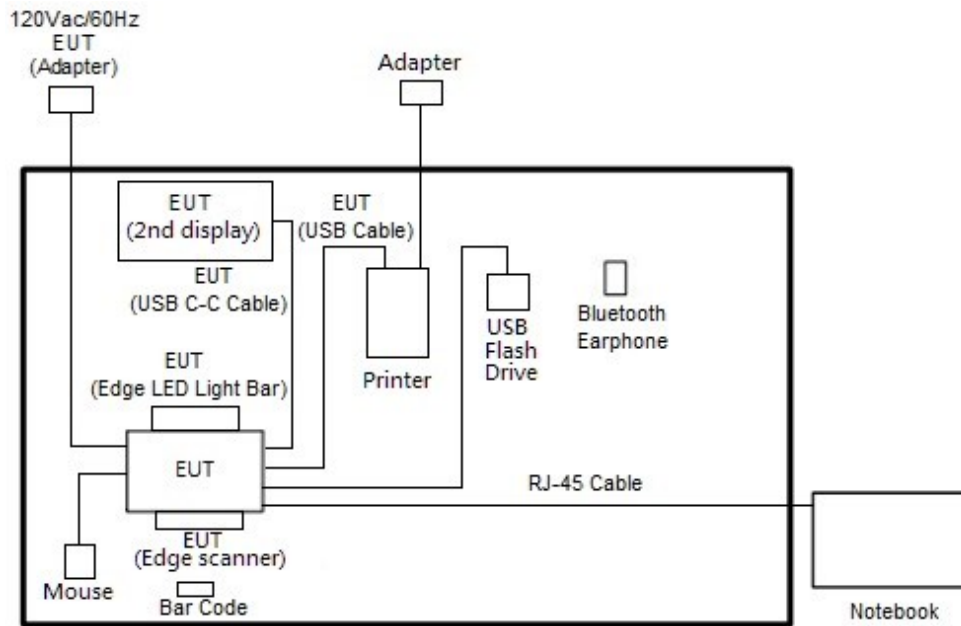 120Vac/60Hz
EUT
(Adapter)
Adapter
EUT
(2nd display)
EUT
(USB Cable)
EUT
(USB C-C Cable)
Printer
USB
Flash
Drive
Bluetooth
Earphone
EUT
(Edge LED Light Bar)
EUT
RJ-45 Cable
EUT
(Edge scanner)
Mouse
Bar Code
Notebook